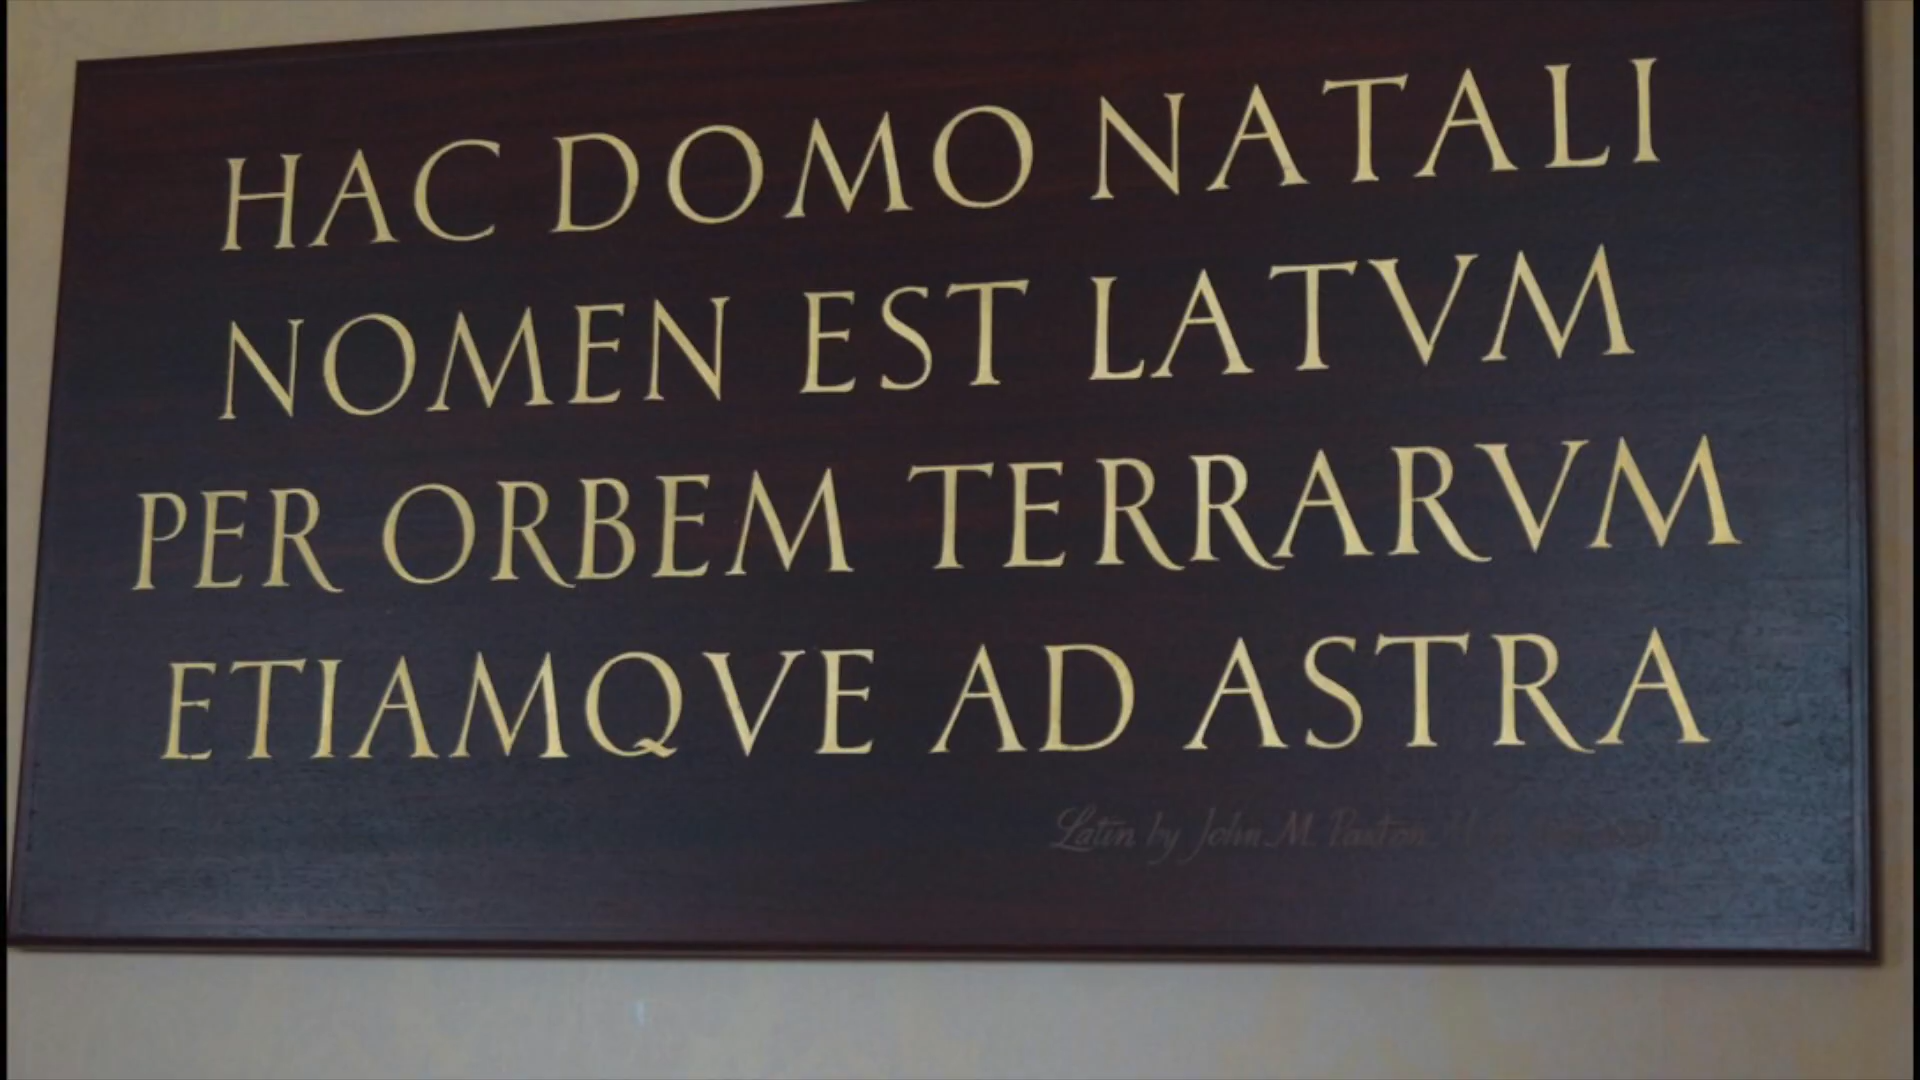 HAC DOMO NATALI
NOMEN EST LATVM
PER ORBEM TERRARVM
ETIAMQVE AD ASTRA
Latin by John M. Paxton